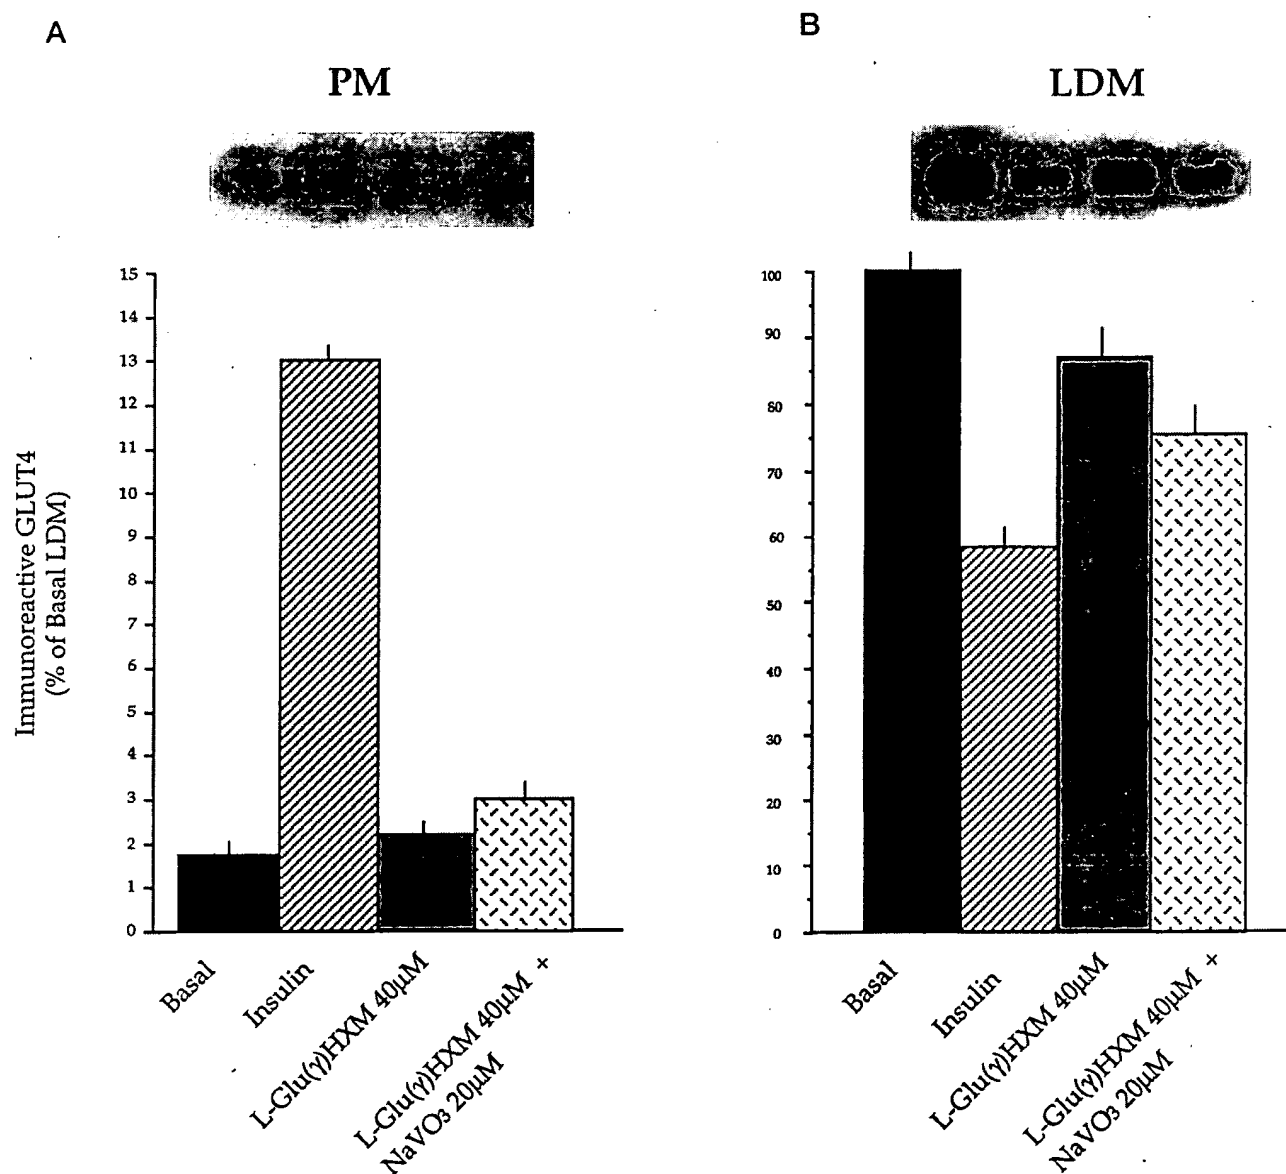 A
PM
15
14
13
12
11
10
9
8
7
6
5
4
3
2
1
0
Immunoreactive GLUT4
(% of Basal LDM)
Basal
Insulin
L-Glu(γ)HXM 40µM
L-Glu(γ)HXM 40µM +
NaVO₃ 20µM
B
LDM
100
90
80
70
60
50
40
30
20
10
0
Basal
Insulin
L-Glu(γ)HXM 40µM
L-Glu(γ)HXM 40µM +
NaVO₃ 20µM